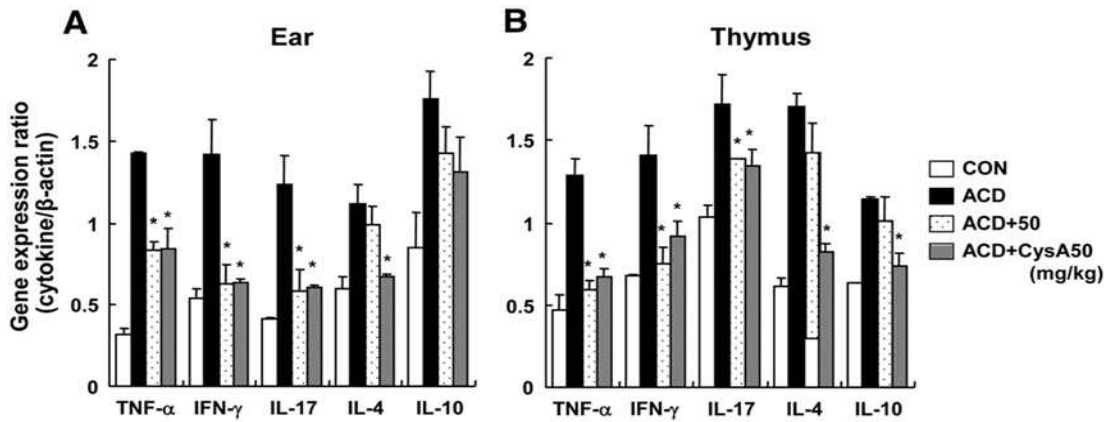 A
Ear
B
Thymus
Gene expression ratio
(cytokine/β-actin)
2
1.5
1
0.5
0
TNF-α IFN-γ IL-17 IL-4 IL-10
* * * * * * *
2
1.5
1
0.5
0
TNF-α IFN-γ IL-17 IL-4 IL-10
* * * * * * * *
CON
ACD
ACD+50
ACD+CysA50
(mg/kg)